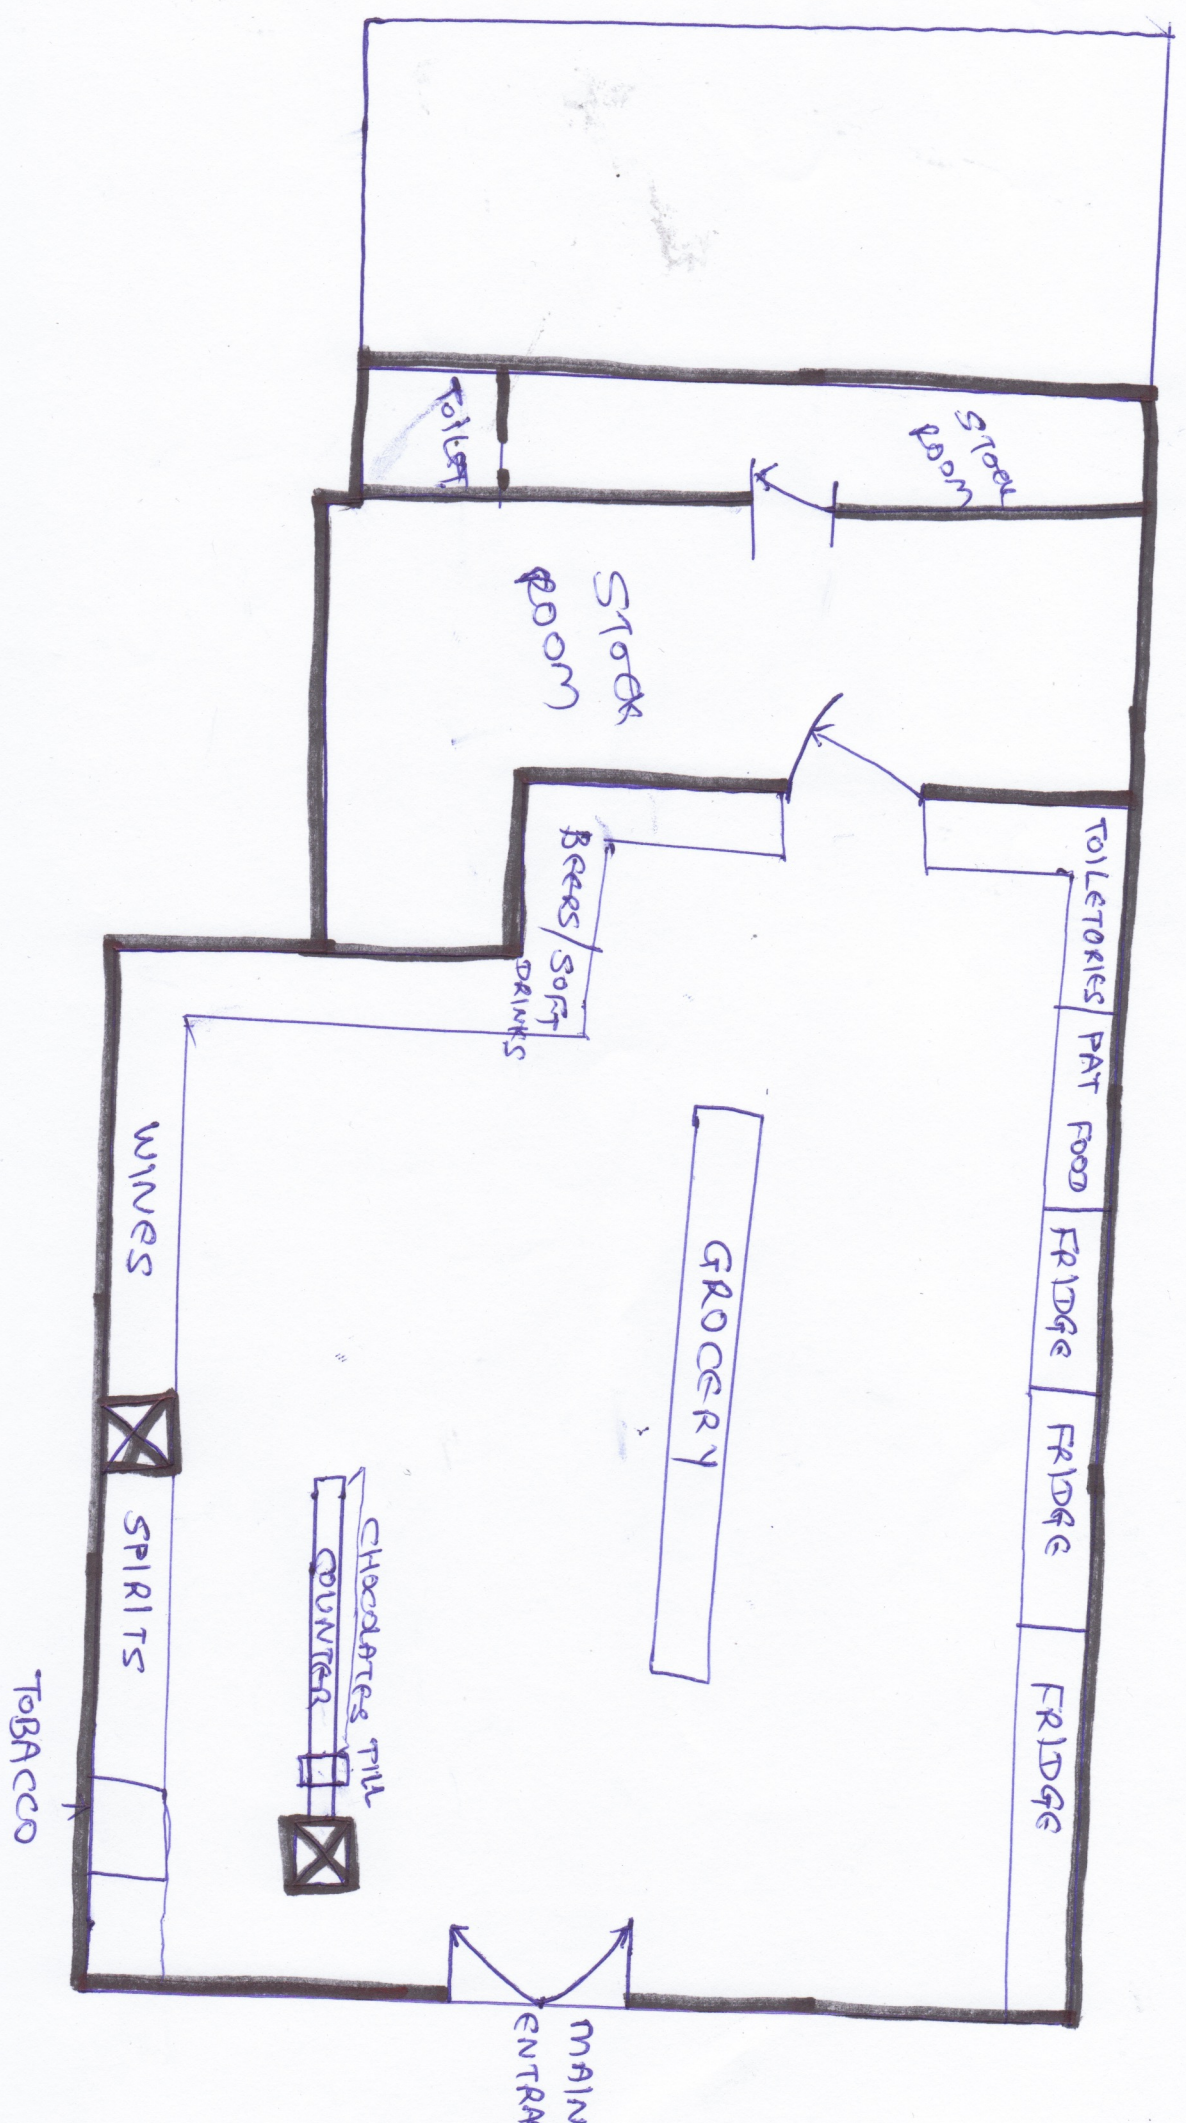 TOILET
STOCK
ROOM
STOCK
ROOM
TOILETORIES
PAT FOOD
FRIDGE
FRIDGE
FRIDGE
BEERS/SOFT
DRINKS
GROCERY
WINES
SPIRITS
CHOCOLATES TILL
COUNTER
TOBACCO
MAIN
ENTRA